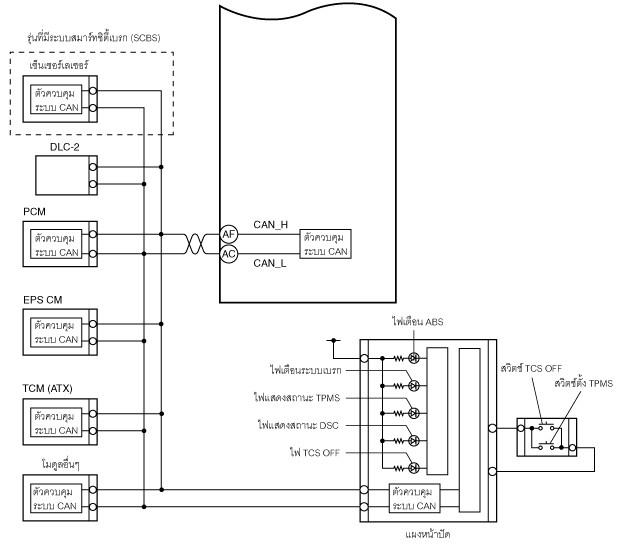 รุ่นที่มีระบบสมาร์ทซิตี้เบรก (SCBS)
เซ็นเซอร์เลเซอร์
ตัวควบคุม
ระบบ CAN
DLC-2
PCM
ตัวควบคุม
ระบบ CAN
AF
CAN_H
AC
CAN_L
ตัวควบคุม
ระบบ CAN
EPS CM
ตัวควบคุม
ระบบ CAN
TCM (ATX)
ตัวควบคุม
ระบบ CAN
โมดูลอื่นๆ
ตัวควบคุม
ระบบ CAN
ไฟเตือน ABS
ไฟเตือนระบบเบรก
ไฟแสดงสถานะ TPMS
ไฟแสดงสถานะ DSC
ไฟ TCS OFF
สวิตช์ TCS OFF
สวิตช์ตั้ง TPMS
ตัวควบคุม
ระบบ CAN
แผงหน้าปัด